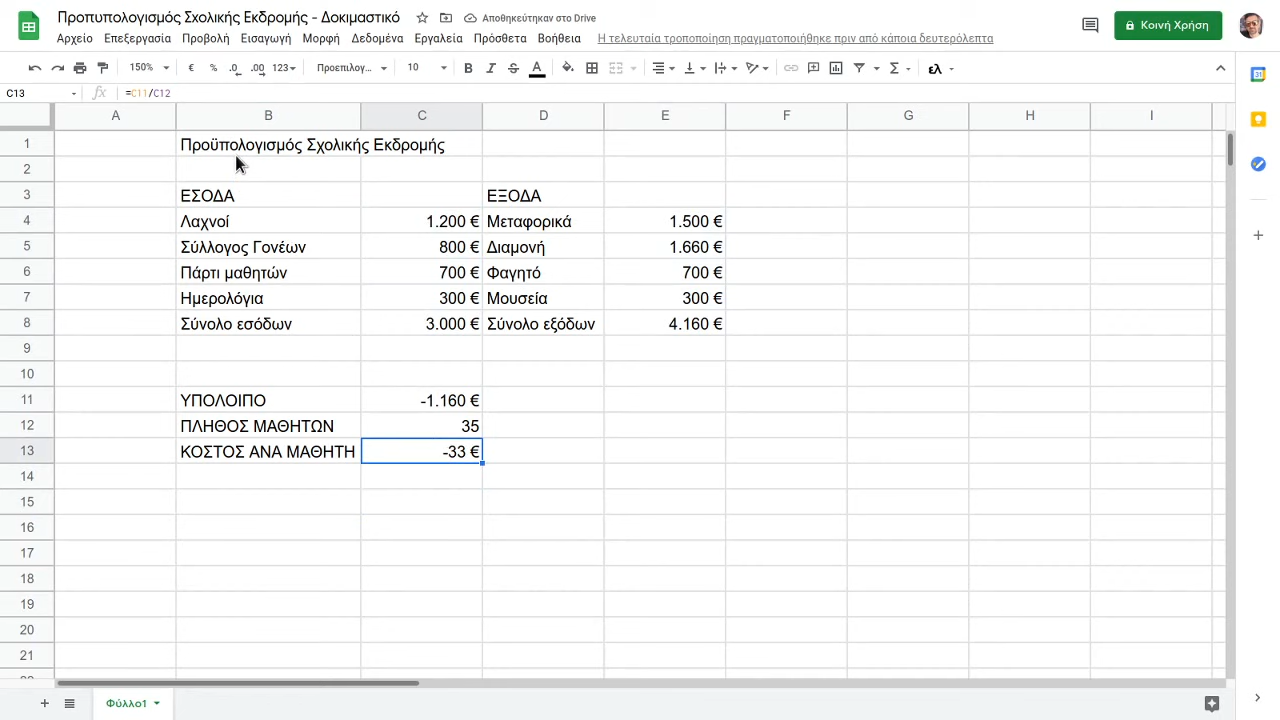 Προπυπολογισμός Σχολικής Εκδρομής - Δοκιμαστικό Αποθηκεύτηκαν στο Drive
Κοινή Χρήση
Αρχείο Επεξεργασία Προβολή Εισαγωγή Μορφή Δεδομένα Εργαλεία Πρόσθετα Βοήθεια Η τελευταία τροποποίηση πραγματοποιήθηκε πριν από κάποια δευτερόλεπτα
150% € % .0 .00 123 Προεπιλογ... 10 B I S A Σ ελ
C13 fx =C11/C12
A B C D E F G H I
1 Προϋπολογισμός Σχολικής Εκδρομής
2
3 ΕΣΟΔΑ ΕΞΟΔΑ
4 Λαχνοί 1.200 € Μεταφορικά 1.500 €
5 Σύλλογος Γονέων 800 € Διαμονή 1.660 €
6 Πάρτι μαθητών 700 € Φαγητό 700 €
7 Ημερολόγια 300 € Μουσεία 300 €
8 Σύνολο εσόδων 3.000 € Σύνολο εξόδων 4.160 €
9
10
11 ΥΠΟΛΟΙΠΟ -1.160 €
12 ΠΛΗΘΟΣ ΜΑΘΗΤΩΝ 35
13 ΚΟΣΤΟΣ ΑΝΑ ΜΑΘΗΤΗ -33 €
14
15
16
17
18
19
20
21
Φύλλο1